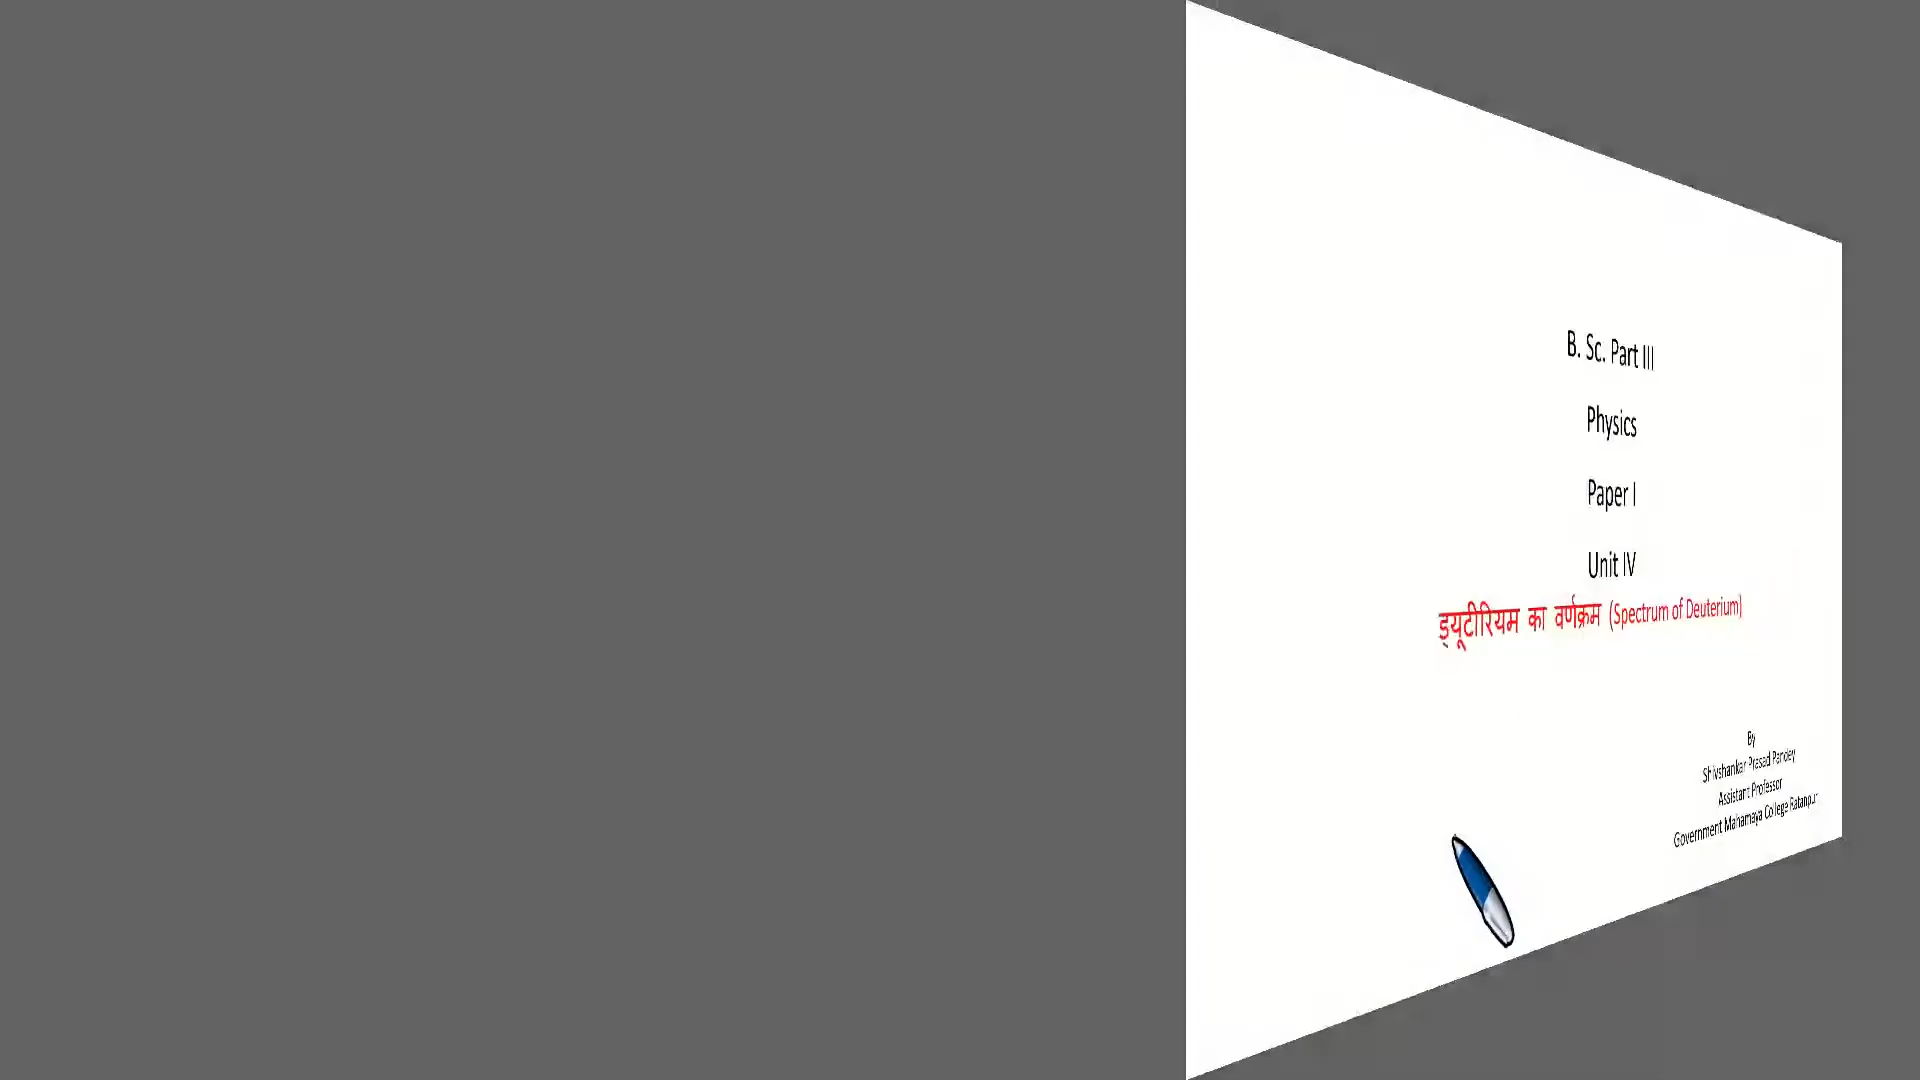 B. Sc. Part III
Physics
Paper I
Unit IV
ड्यूटीरियम का वर्णक्रम (Spectrum of Deuterium)
By
Shivshankar Prasad Pandey
Assistant Professor
Government Mahamaya College Ratanpur